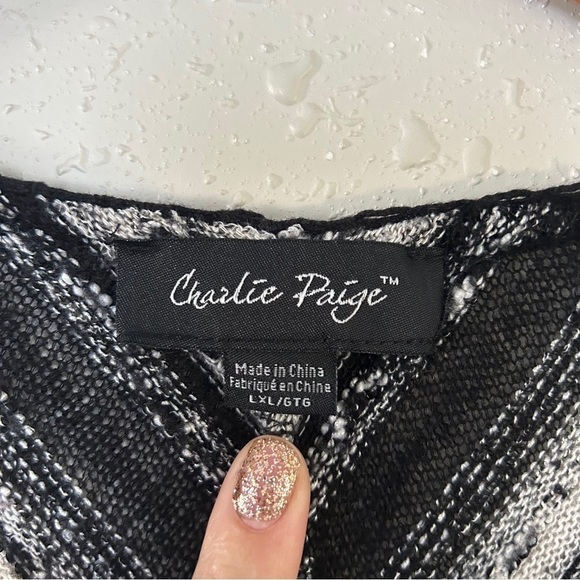 Charlie Paige™
Made in China
Fabriqué en Chine
LXL/GTG